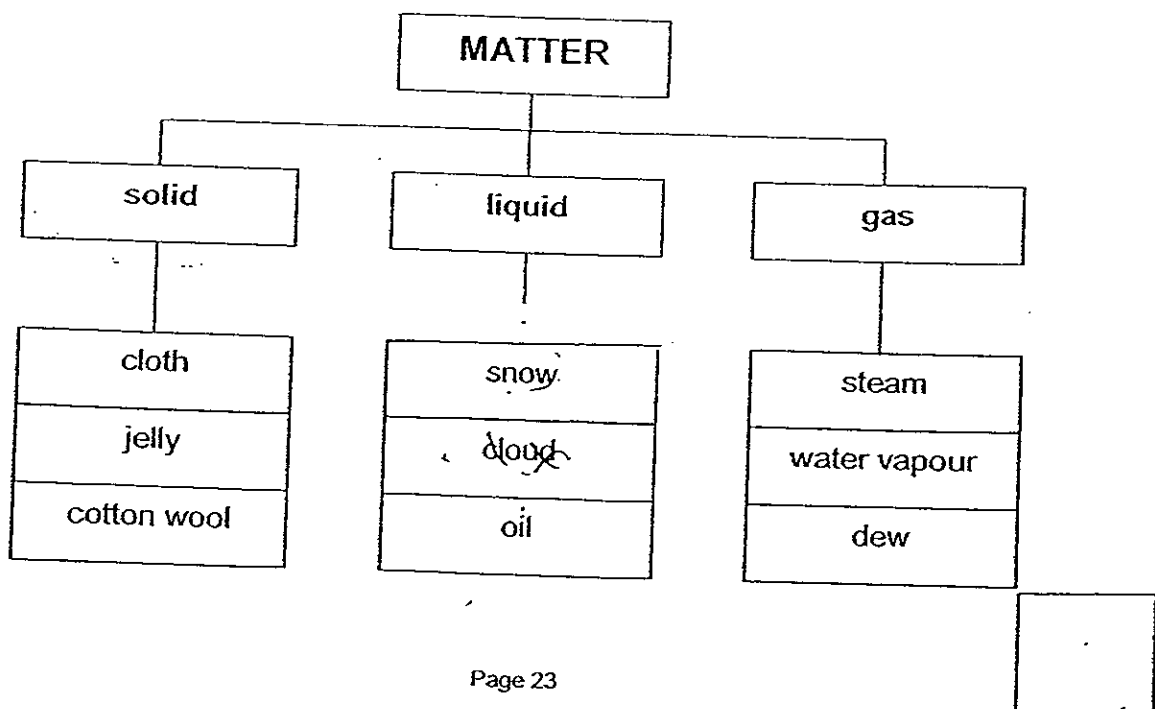 MATTER
solid
liquid
gas
cloth
jelly
cotton wool
snow
cloud
oil
steam
water vapour
dew
Page 23